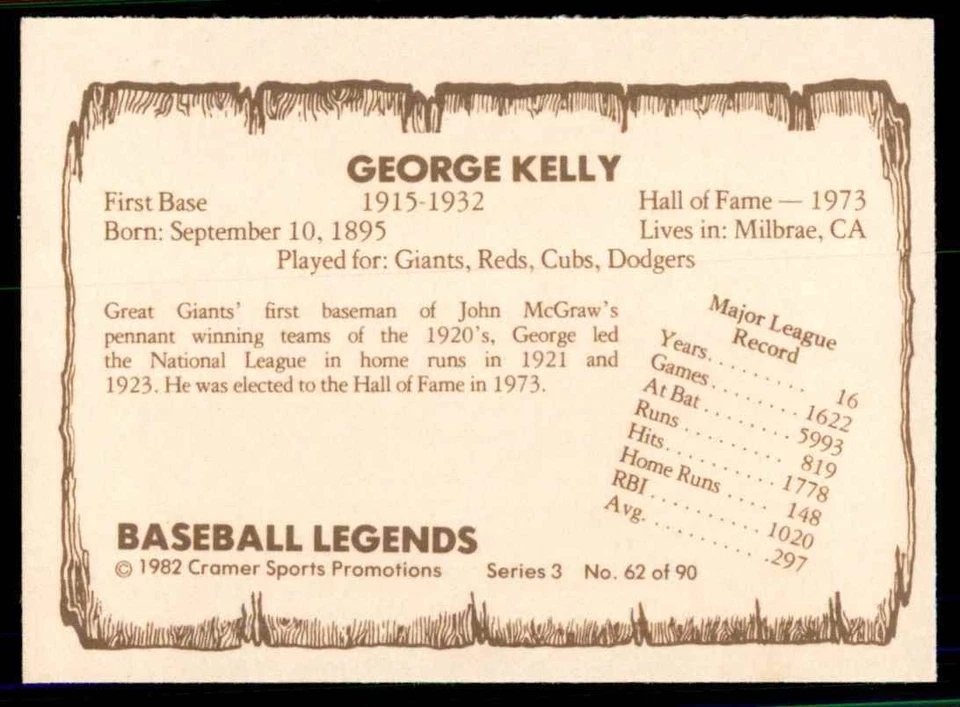 GEORGE KELLY
First Base 1915-1932 Hall of Fame — 1973
Born: September 10, 1895 Lives in: Milbrae, CA
Played for: Giants, Reds, Cubs, Dodgers
Great Giants' first baseman of John McGraw's
pennant winning teams of the 1920's, George led
the National League in home runs in 1921 and
1923. He was elected to the Hall of Fame in 1973.
Major League
Record
Years......... 16
Games......... 1622
At Bat......... 5993
Runs......... 819
Hits......... 1778
Home Runs.... 148
RBI......... 1020
Avg.......... .297
BASEBALL LEGENDS
© 1982 Cramer Sports Promotions Series 3 No. 62 of 90